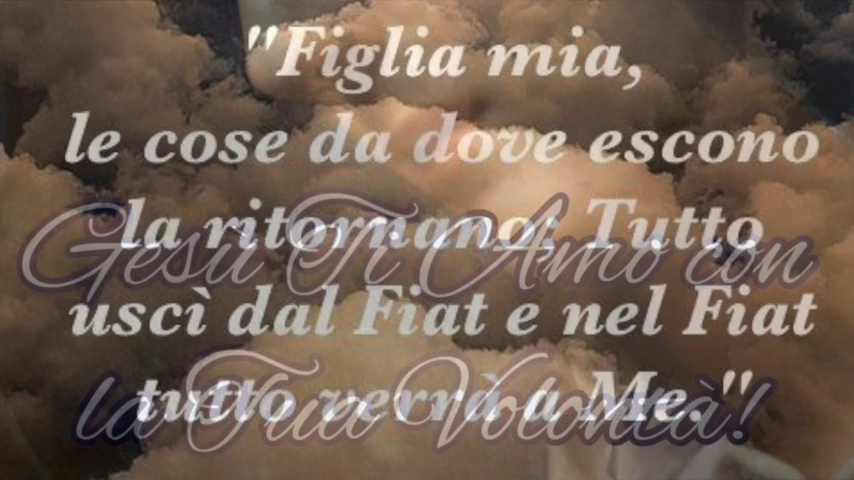 "Figlia mia,
le cose da dove escono
la ritornano: Tutto
Gesù Ti Amo con
uscì dal Fiat e nel Fiat
tutto verrà a Me."
la Tua Volontà!